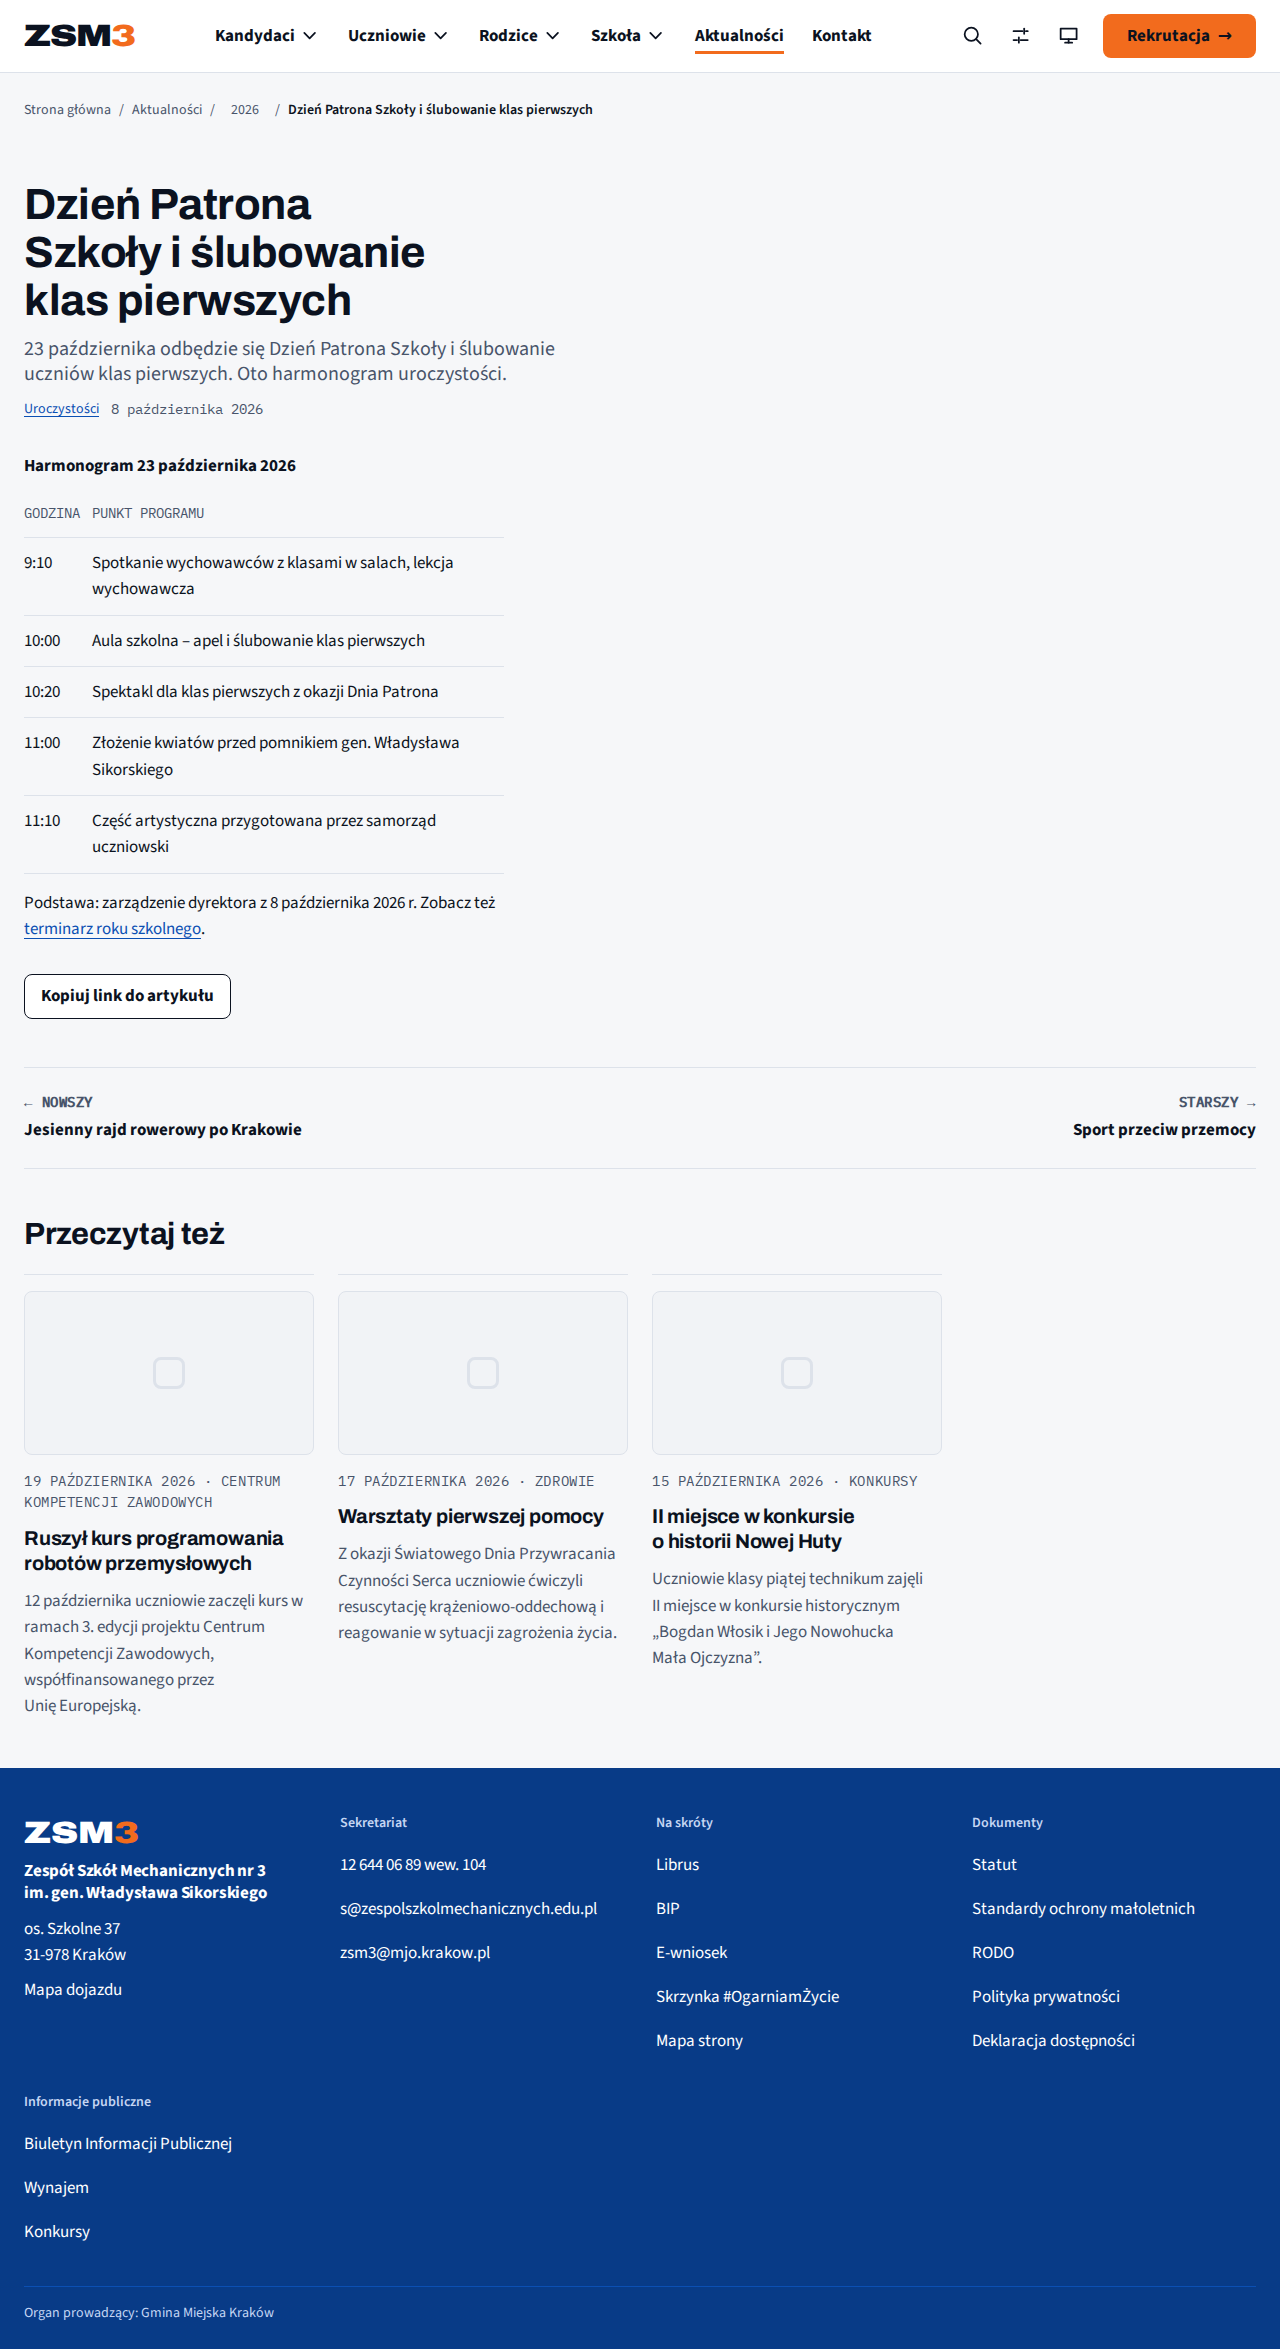 ZSM3
Kandydaci
Uczniowie
Rodzice
Szkoła
Aktualności
Kontakt
Rekrutacja →
Strona główna / Aktualności / 2026 / Dzień Patrona Szkoły i ślubowanie klas pierwszych
Dzień Patrona
Szkoły i ślubowanie
klas pierwszych
23 października odbędzie się Dzień Patrona Szkoły i ślubowanie
uczniów klas pierwszych. Oto harmonogram uroczystości.
Uroczystości 8 października 2026
Harmonogram 23 października 2026
GODZINA PUNKT PROGRAMU
9:10 Spotkanie wychowawców z klasami w salach, lekcja
wychowawcza
10:00 Aula szkolna – apel i ślubowanie klas pierwszych
10:20 Spektakl dla klas pierwszych z okazji Dnia Patrona
11:00 Złożenie kwiatów przed pomnikiem gen. Władysława
Sikorskiego
11:10 Część artystyczna przygotowana przez samorząd
uczniowski
Podstawa: zarządzenie dyrektora z 8 października 2026 r. Zobacz też
terminarz roku szkolnego.
Kopiuj link do artykułu
← NOWSZY
Jesienny rajd rowerowy po Krakowie
STARSZY →
Sport przeciw przemocy
Przeczytaj też
19 PAŹDZIERNIKA 2026 · CENTRUM
KOMPETENCJI ZAWODOWYCH
Ruszył kurs programowania
robotów przemysłowych
12 października uczniowie zaczęli kurs w
ramach 3. edycji projektu Centrum
Kompetencji Zawodowych,
współfinansowanego przez
Unię Europejską.
17 PAŹDZIERNIKA 2026 · ZDROWIE
Warsztaty pierwszej pomocy
Z okazji Światowego Dnia Przywracania
Czynności Serca uczniowie ćwiczyli
resuscytację krążeniowo-oddechową i
reagowanie w sytuacji zagrożenia życia.
15 PAŹDZIERNIKA 2026 · KONKURSY
II miejsce w konkursie
o historii Nowej Huty
Uczniowie klasy piątej technikum zajęli
II miejsce w konkursie historycznym
„Bogdan Włosik i Jego Nowohucka
Mała Ojczyzna”.
ZSM3
Zespół Szkół Mechanicznych nr 3
im. gen. Władysława Sikorskiego
os. Szkolne 37
31-978 Kraków
Mapa dojazdu
Sekretariat
12 644 06 89 wew. 104
s@zespolszkolmechanicznych.edu.pl
zsm3@mjo.krakow.pl
Na skróty
Librus
BIP
E-wniosek
Skrzynka #OgarniamŻycie
Mapa strony
Dokumenty
Statut
Standardy ochrony małoletnich
RODO
Polityka prywatności
Deklaracja dostępności
Informacje publiczne
Biuletyn Informacji Publicznej
Wynajem
Konkursy
Organ prowadzący: Gmina Miejska Kraków